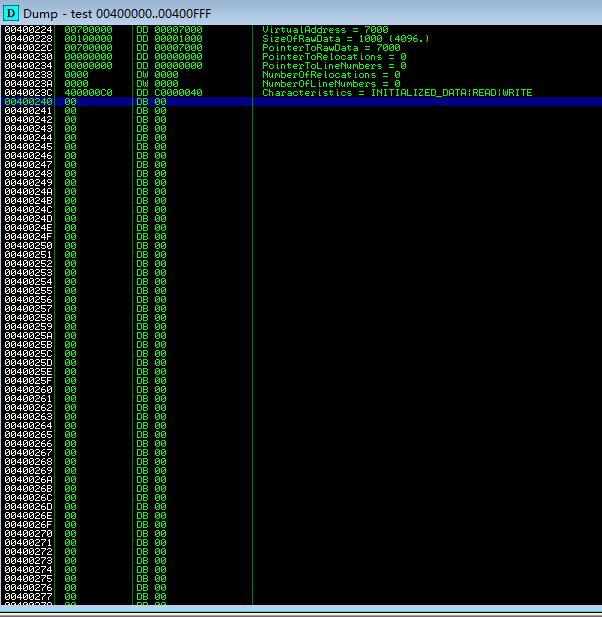 D Dump - test 00400000..00400FFF
00400224 00700000 DD 00007000 VirtualAddress = 7000
00400228 00100000 DD 00001000 SizeOfRawData = 1000 (4096.)
0040022C 00700000 DD 00007000 PointerToRawData = 7000
00400230 00000000 DD 00000000 PointerToRelocations = 0
00400234 00000000 DD 00000000 PointerToLineNumbers = 0
00400238 0000 DW 0000 NumberOfRelocations = 0
0040023A 0000 DW 0000 NumberOfLineNumbers = 0
0040023C 400000C0 DD C0000040 Characteristics = INITIALIZED_DATA|READ|WRITE
00400240 00 DB 00
00400241 00 DB 00
00400242 00 DB 00
00400243 00 DB 00
00400244 00 DB 00
00400245 00 DB 00
00400246 00 DB 00
00400247 00 DB 00
00400248 00 DB 00
00400249 00 DB 00
0040024A 00 DB 00
0040024B 00 DB 00
0040024C 00 DB 00
0040024D 00 DB 00
0040024E 00 DB 00
0040024F 00 DB 00
00400250 00 DB 00
00400251 00 DB 00
00400252 00 DB 00
00400253 00 DB 00
00400254 00 DB 00
00400255 00 DB 00
00400256 00 DB 00
00400257 00 DB 00
00400258 00 DB 00
00400259 00 DB 00
0040025A 00 DB 00
0040025B 00 DB 00
0040025C 00 DB 00
0040025D 00 DB 00
0040025E 00 DB 00
0040025F 00 DB 00
00400260 00 DB 00
00400261 00 DB 00
00400262 00 DB 00
00400263 00 DB 00
00400264 00 DB 00
00400265 00 DB 00
00400266 00 DB 00
00400267 00 DB 00
00400268 00 DB 00
00400269 00 DB 00
0040026A 00 DB 00
0040026B 00 DB 00
0040026C 00 DB 00
0040026D 00 DB 00
0040026E 00 DB 00
0040026F 00 DB 00
00400270 00 DB 00
00400271 00 DB 00
00400272 00 DB 00
00400273 00 DB 00
00400274 00 DB 00
00400275 00 DB 00
00400276 00 DB 00
00400277 00 DB 00
00400278 00 DB 00